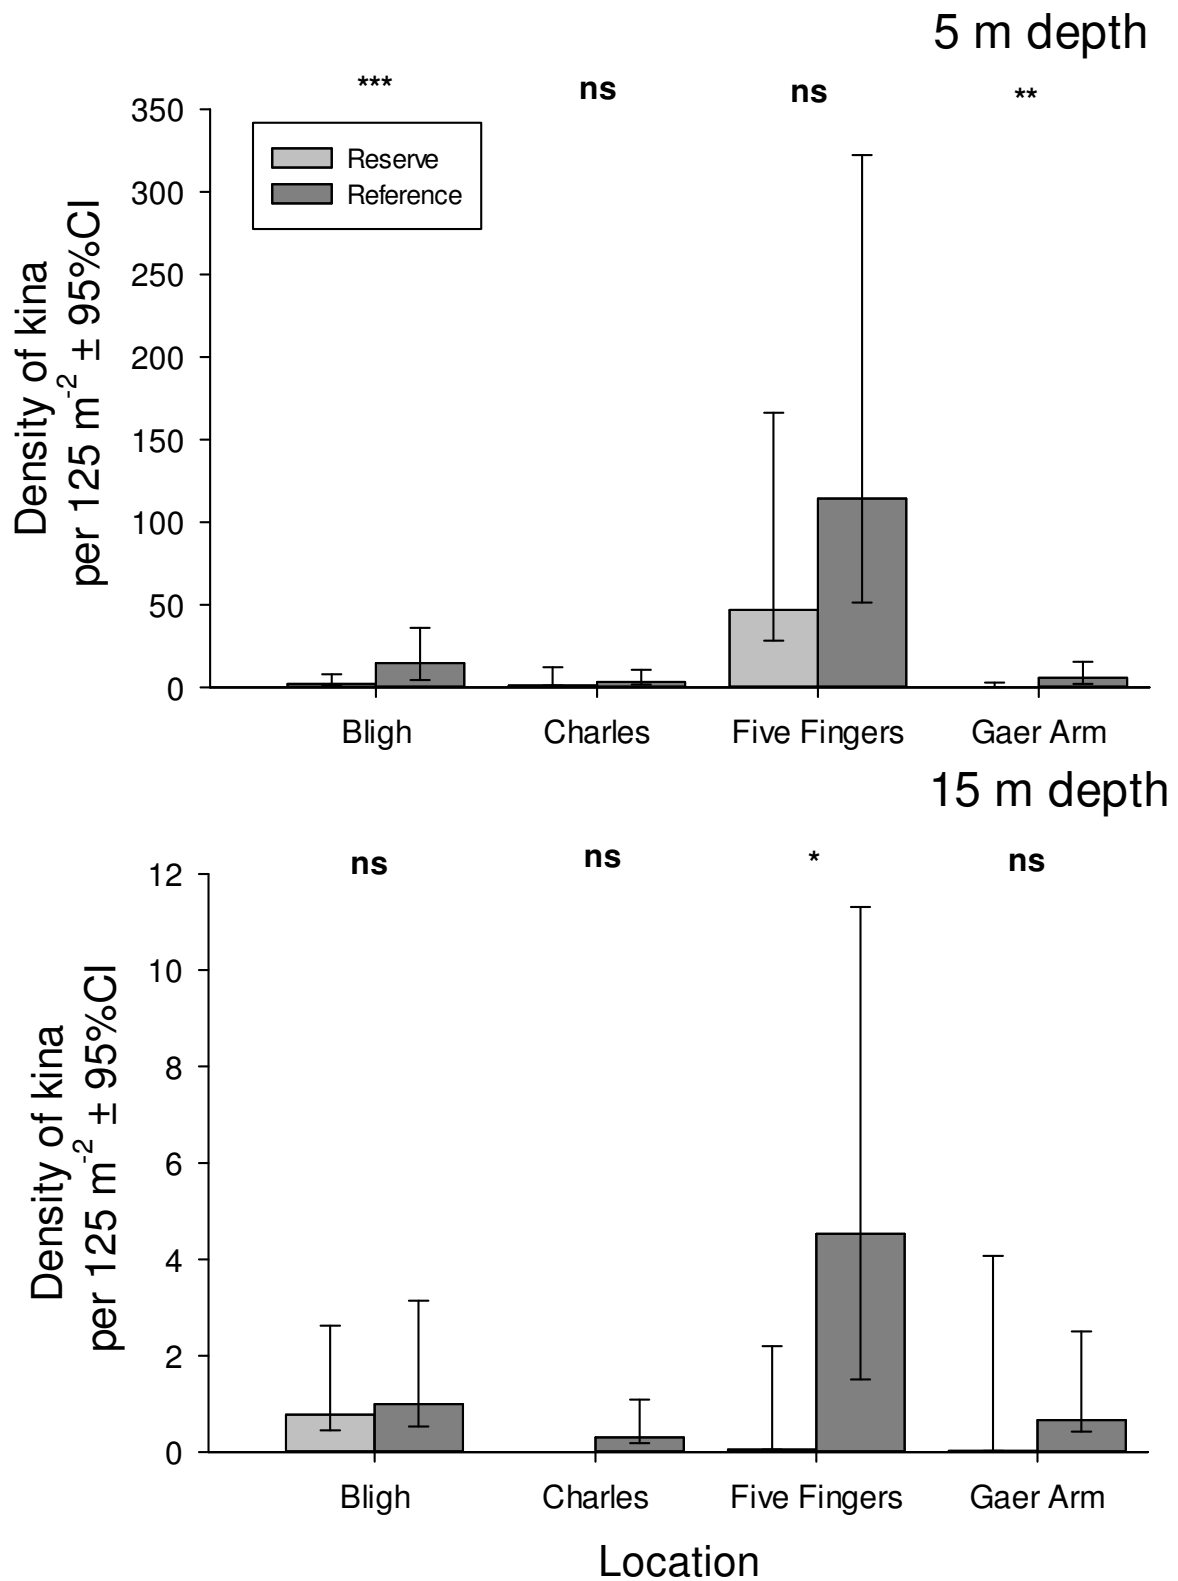 5 m depth
*** ns ns **
Density of kina
per 125 m-2 ± 95%CI
350
300
250
200
150
100
50
0
Reserve
Reference
Bligh Charles Five Fingers Gaer Arm
15 m depth
ns ns * ns
Density of kina
per 125 m-2 ± 95%CI
12
10
8
6
4
2
0
Bligh Charles Five Fingers Gaer Arm
Location